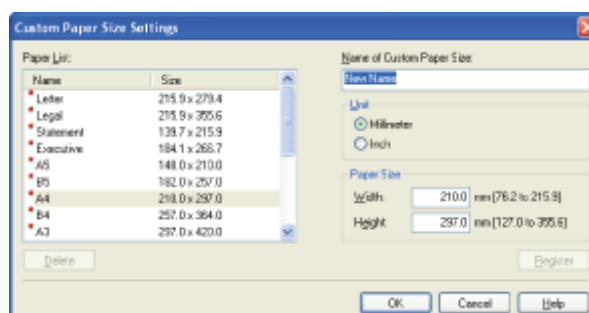 Custom Paper Size Settings
Paper List:
Name Size
Letter 215.9 x 279.4
Legal 215.9 x 355.6
Statement 139.7 x 215.9
Executive 184.1 x 266.7
A5 148.0 x 210.0
B5 182.0 x 257.0
A4 210.0 x 297.0
B4 257.0 x 364.0
A3 297.0 x 420.0
Delete
Name of Custom Paper Size:
New Name
Unit
Millimeter
Inch
Paper Size
Width: 210.0 mm [76.2 to 215.9]
Height: 297.0 mm [127.0 to 355.6]
Register
OK Cancel Help